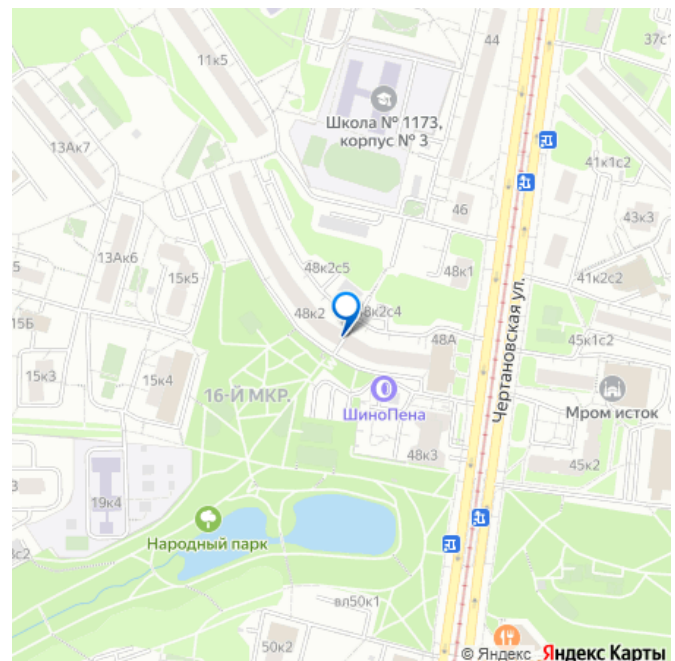 44
37с1
11к5
Школа № 1173,
корпус № 3
13Ак7
41к1с2
46
43к3
13Ак6
48к2с5
48к1
15к5
41к2с2
48к2
8к2с4
15Б
48А
45к1с2
Чертановская ул.
15к3
15к4
16-Й МКР.
ШиноПена
Мром исток
48к3
45к2
3
19к4
Народный парк
8с2
вл50к1
50к2
© Яндекс Яндекс Карты